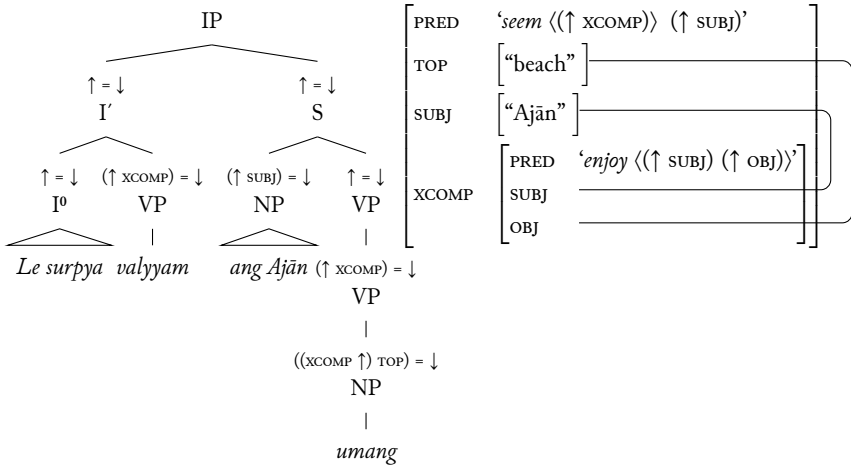 IP
↑ = ↓ ↑ = ↓
I′ S
↑ = ↓ (↑ XCOMP) = ↓ (↑ SUBJ) = ↓ ↑ = ↓
I⁰ VP NP VP
Le surpya valyyam ang Ajān (↑ XCOMP) = ↓
VP
((XCOMP ↑) TOP) = ↓
NP
umang
PRED ‘seem ⟨(↑ XCOMP)⟩ (↑ SUBJ)’
TOP [“beach”]
SUBJ [“Ajān”]
XCOMP
PRED ‘enjoy ⟨(↑ SUBJ) (↑ OBJ)⟩’
SUBJ
OBJ